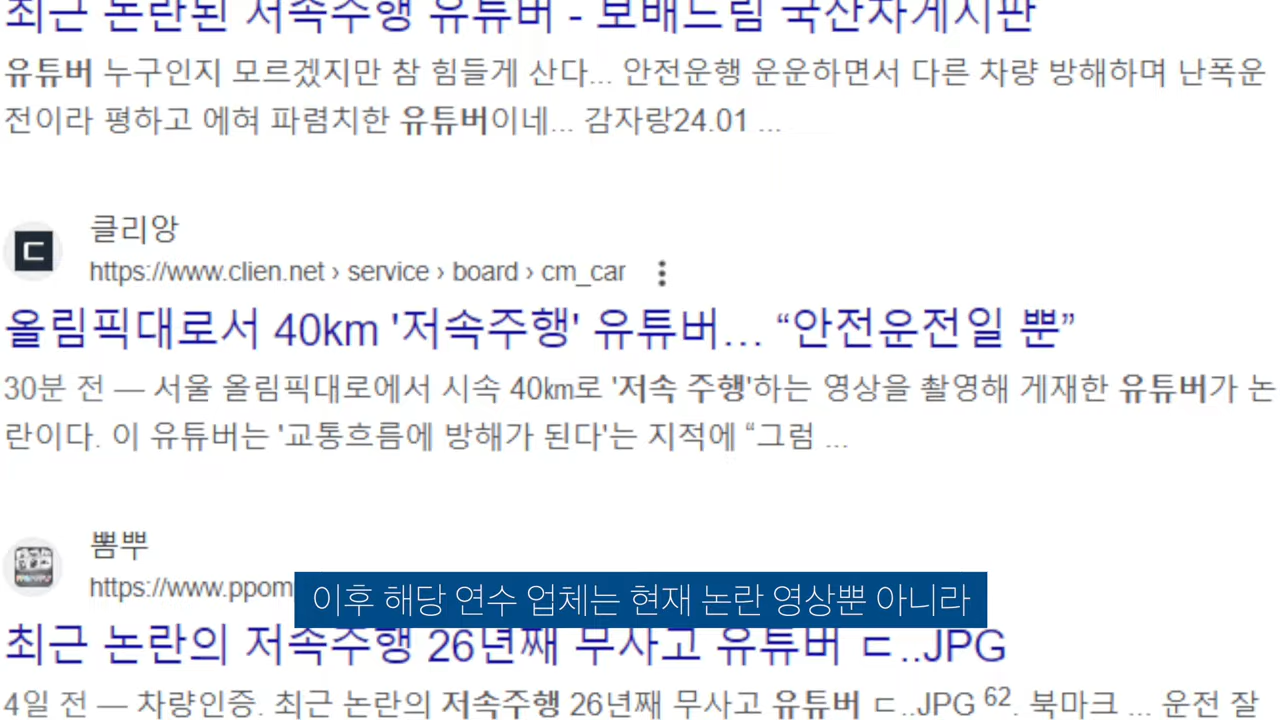 최근 논란된 저속주행 유튜버 - 보배드림 국산차게시판
유튜버 누구인지 모르겠지만 참 힘들게 산다... 안전운행 운운하면서 다른 차량 방해하며 난폭운
전이라 평하고 에혀 파렴치한 유튜버이네... 감자랑24.01 ...
클리앙
https://www.clien.net › service › board › cm_car
올림픽대로서 40km '저속주행' 유튜버… “안전운전일 뿐”
30분 전 — 서울 올림픽대로에서 시속 40㎞로 '저속 주행'하는 영상을 촬영해 게재한 유튜버가 논
란이다. 이 유튜버는 '교통흐름에 방해가 된다'는 지적에 “그럼 ...
뽐뿌
https://www.ppom
이후 해당 연수 업체는 현재 논란 영상뿐 아니라
최근 논란의 저속주행 26년째 무사고 유튜버 ㄷ..JPG
4일 전 — 차량인증. 최근 논란의 저속주행 26년째 무사고 유튜버 ㄷ..JPG 62. 북마크 ... 운전 잘